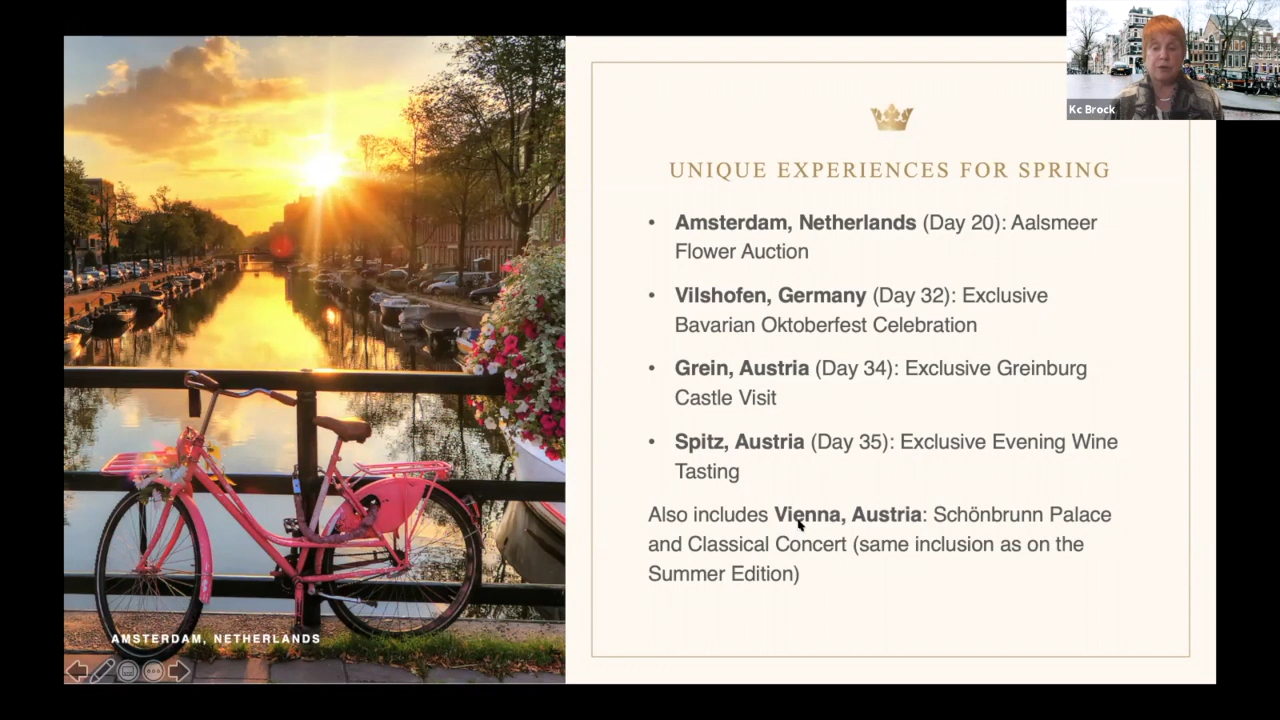 Kc Brock
UNIQUE EXPERIENCES FOR SPRING
• Amsterdam, Netherlands (Day 20): Aalsmeer
Flower Auction
• Vilshofen, Germany (Day 32): Exclusive
Bavarian Oktoberfest Celebration
• Grein, Austria (Day 34): Exclusive Greinburg
Castle Visit
• Spitz, Austria (Day 35): Exclusive Evening Wine
Tasting
Also includes Vienna, Austria: Schönbrunn Palace
and Classical Concert (same inclusion as on the
Summer Edition)
AMSTERDAM, NETHERLANDS